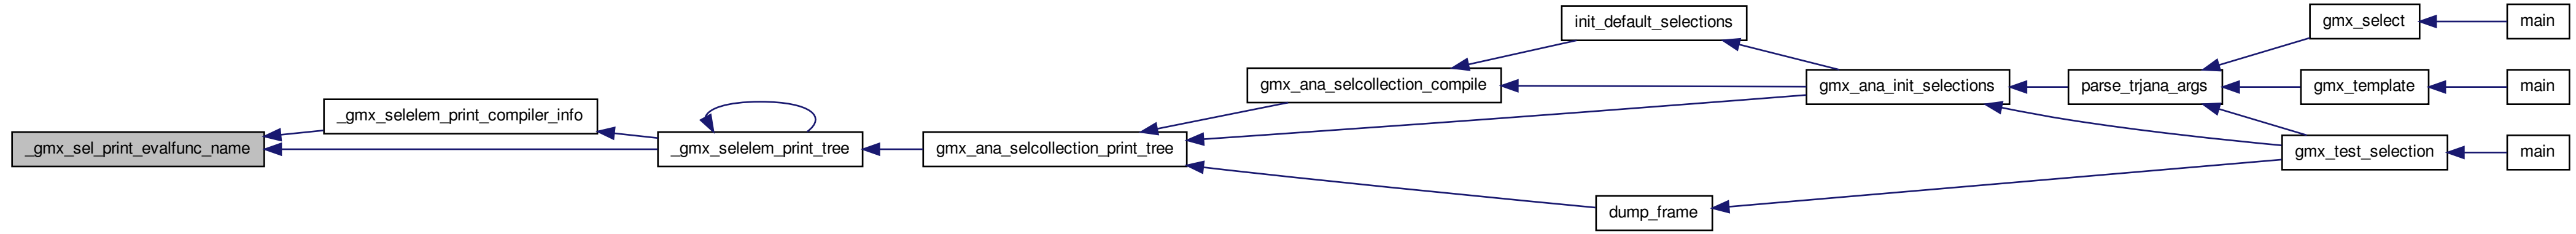 _gmx_sel_print_evalfunc_name
_gmx_selelem_print_compiler_info
_gmx_selelem_print_tree
gmx_ana_selcollection_print_tree
gmx_ana_selcollection_compile
init_default_selections
gmx_ana_init_selections
dump_frame
parse_trjana_args
gmx_select
main
gmx_template
main
gmx_test_selection
main